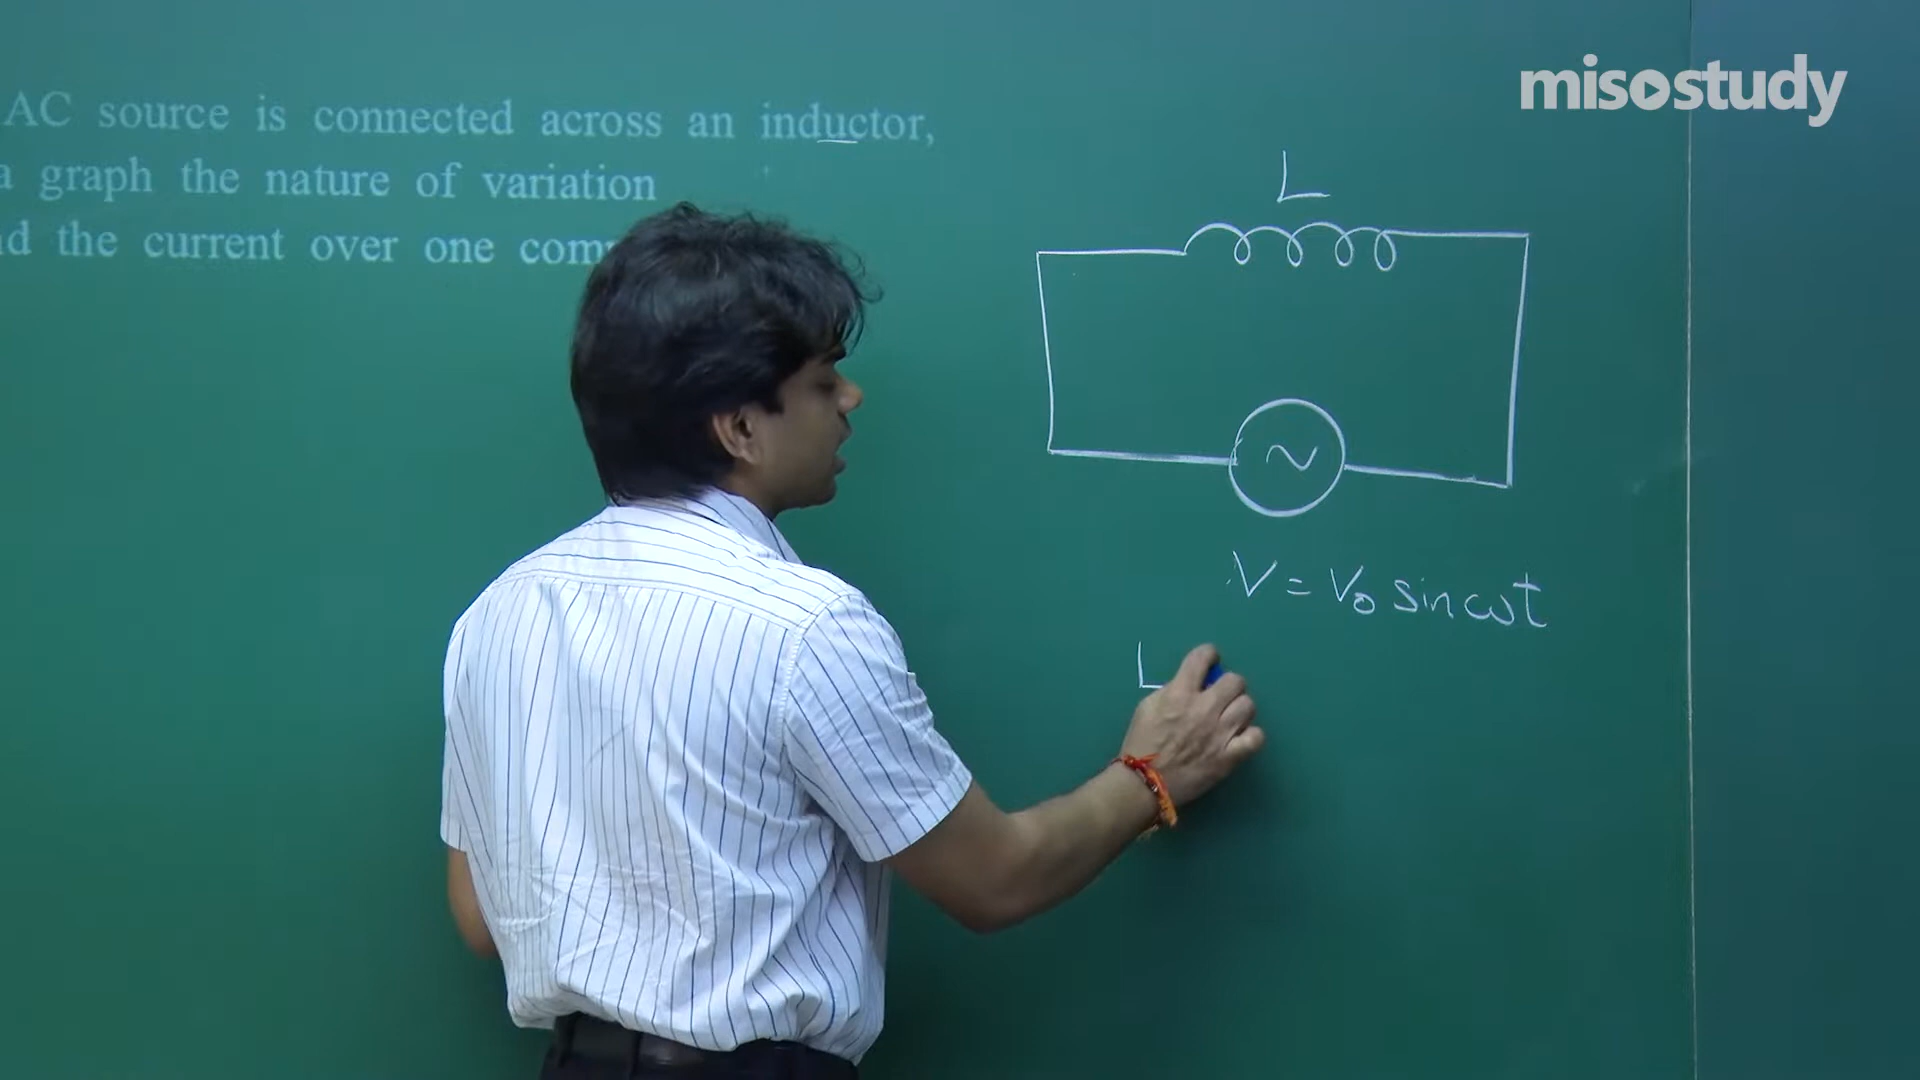 misostudy
AC source is connected across an inductor,
a graph the nature of variation
the current over one
L
~
V = V₀ sin ωt
L